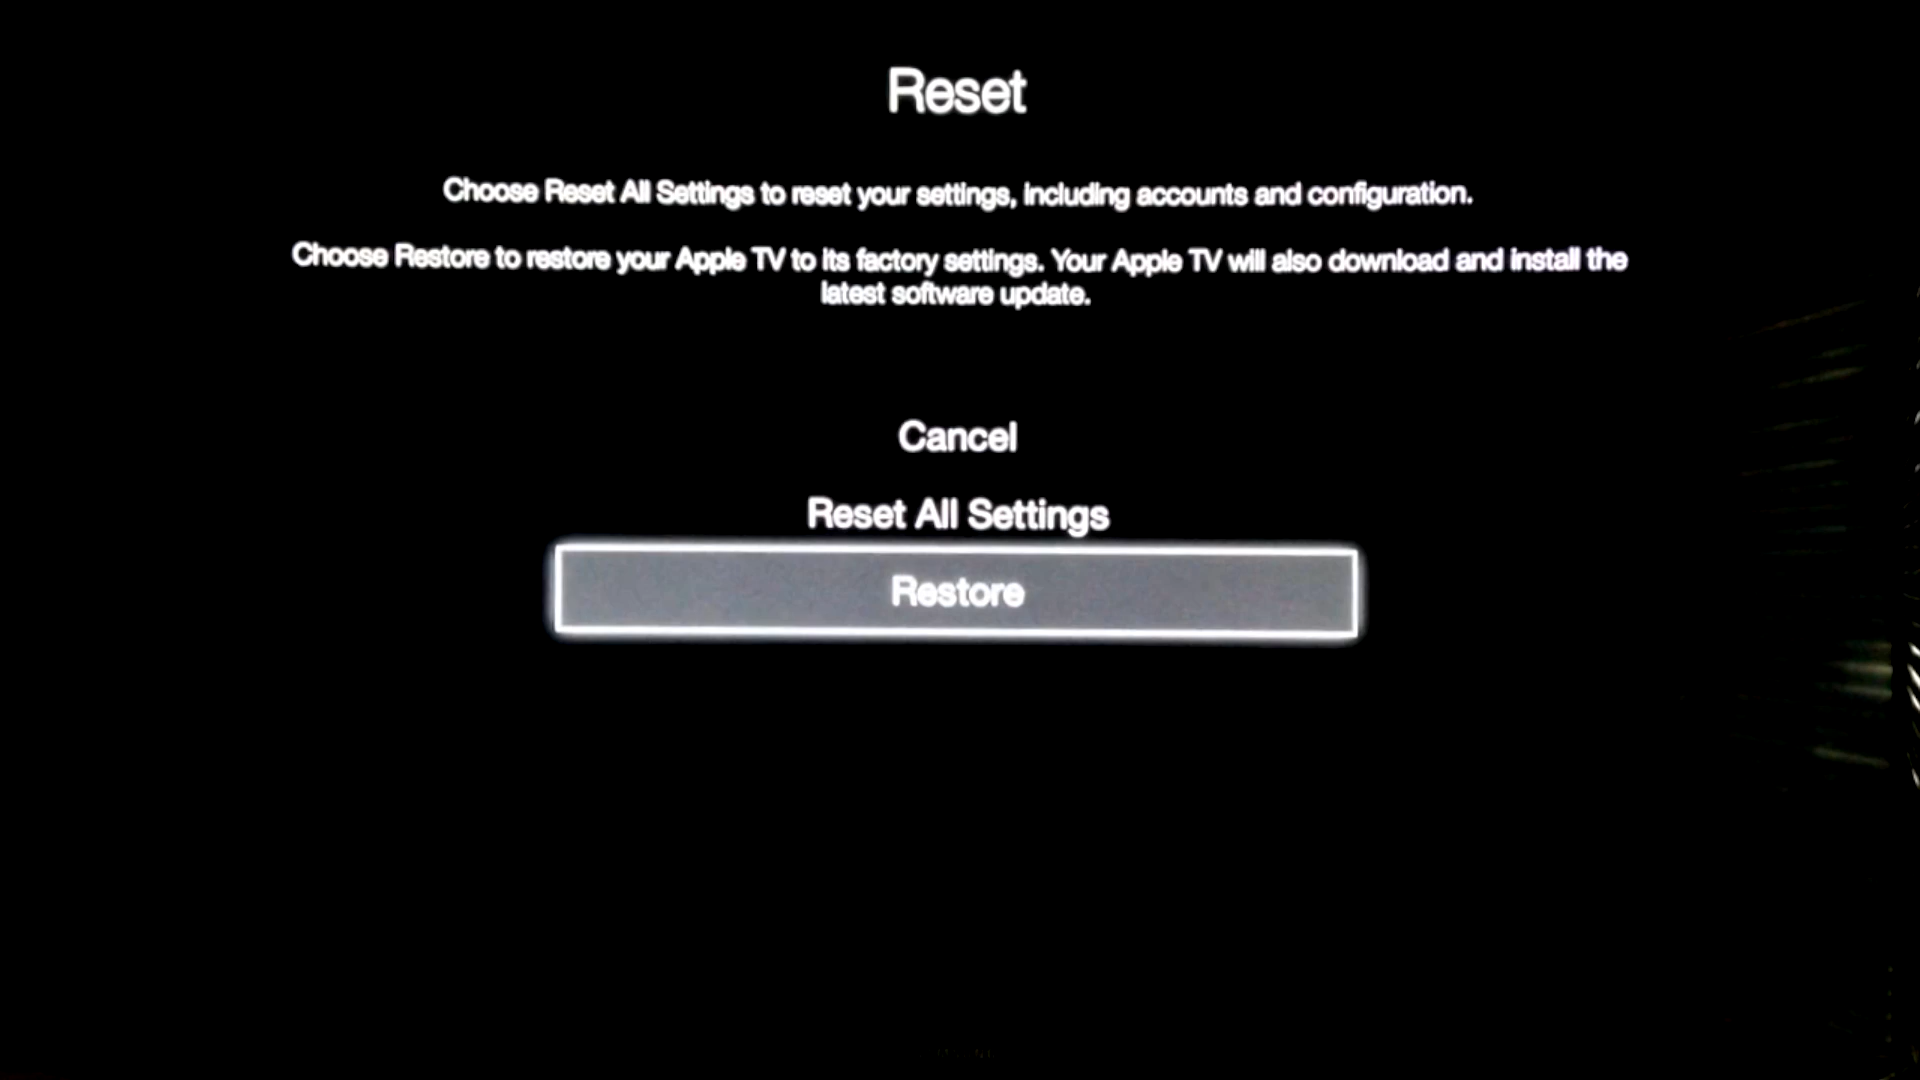 Reset
Choose Reset All Settings to reset your settings, including accounts and configuration.
Choose Restore to restore your Apple TV to its factory settings. Your Apple TV will also download and install the
latest software update.
Cancel
Reset All Settings
Restore